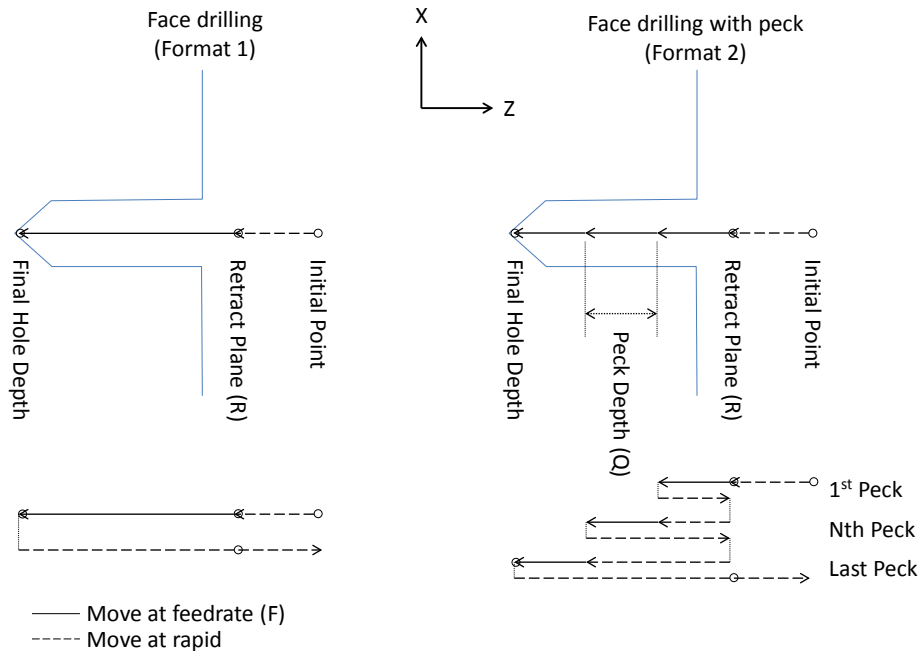 Face drilling
(Format 1)
X
Z
Face drilling with peck
(Format 2)
Final Hole Depth
Retract Plane (R)
Initial Point
Final Hole Depth
Peck Depth (Q)
Retract Plane (R)
Initial Point
1st Peck
Nth Peck
Last Peck
Move at feedrate (F)
Move at rapid